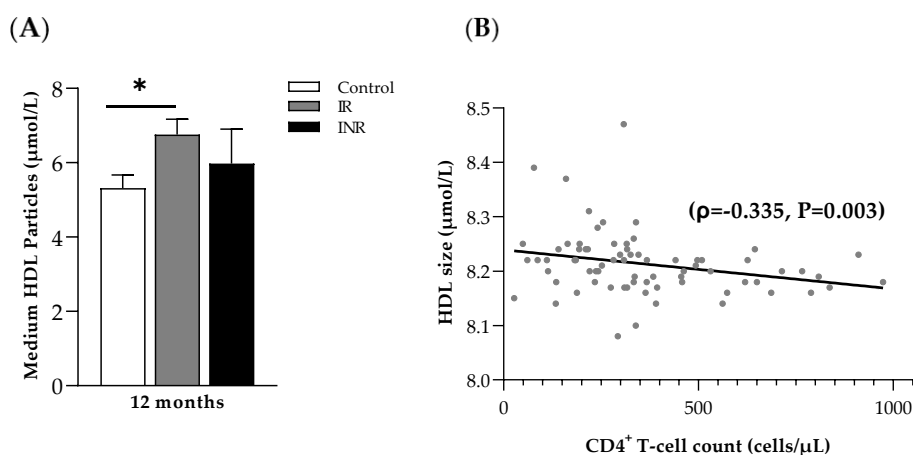 (A)
Medium HDL Particles (μmol/L)
8
6
4
2
0
*
12 months
Control
IR
INR
(B)
HDL size (μmol/L)
8.5
8.4
8.3
8.2
8.1
8.0
(ρ=-0.335, P=0.003)
0 500 1000
CD4⁺ T-cell count (cells/μL)